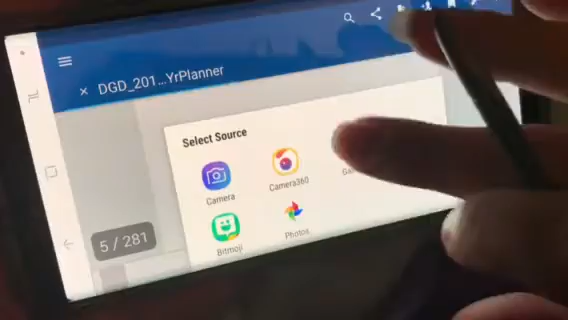 × DGD_201...YrPlanner
Select Source
Camera
Camera360
Bitmoji
Photos
5 / 281